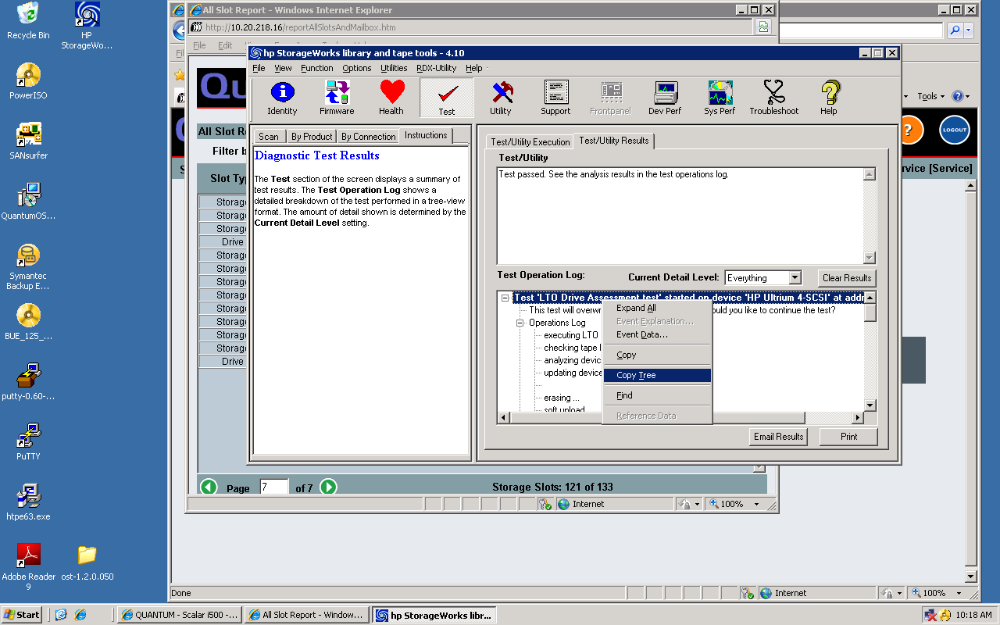 Recycle Bin
HP StorageWo...
PowerISO
SANsurfer
QuantumOS...
Symantec Backup E...
BUE_125_...
putty-0.60-...
PuTTY
htpe63.exe
Adobe Reader 9
ost-1.2.0.050
All Slot Report - Windows Internet Explorer
http://10.20.218.16/reportAllSlotsAndMailbox.htm
File Edit
Tools
Qu
LOGOUT
rvice [Service]
All Slot R
Filter b
Slot Typ
Storag
Storag
Storag
Drive
Storag
Storag
Storag
Storag
Storag
Storag
Storag
Storag
Drive
hp StorageWorks library and tape tools - 4.10
File View Function Options Utilities RDX-Utility Help
Identity Firmware Health Test Utility Support Frontpanel Dev Perf Sys Perf Troubleshoot Help
Scan By Product By Connection Instructions
Diagnostic Test Results
The Test section of the screen displays a summary of
test results. The Test Operation Log shows a
detailed breakdown of the test performed in a tree-view
format. The amount of detail shown is determined by the
Current Detail Level setting.
Test/Utility Execution Test/Utility Results
Test/Utility
Test passed. See the analysis results in the test operations log.
Test Operation Log: Current Detail Level: Everything Clear Results
Test 'LTO Drive Assessment test' started on device 'HP Ultrium 4-SCSI' at addr
This test will overw ould you like to continue the test?
Operations Log
executing LTO
checking tape l
analyzing devic
updating device
erasing ...
soft unload
Expand All
Event Explanation...
Event Data...
Copy
Copy Tree
Find
Reference Data
Email Results Print
Page 7 of 7 Storage Slots: 121 of 133
Internet 100%
Done Internet 100%
Start QUANTUM - Scalar i500 -... All Slot Report - Window... hp StorageWorks libr... 10:18 AM